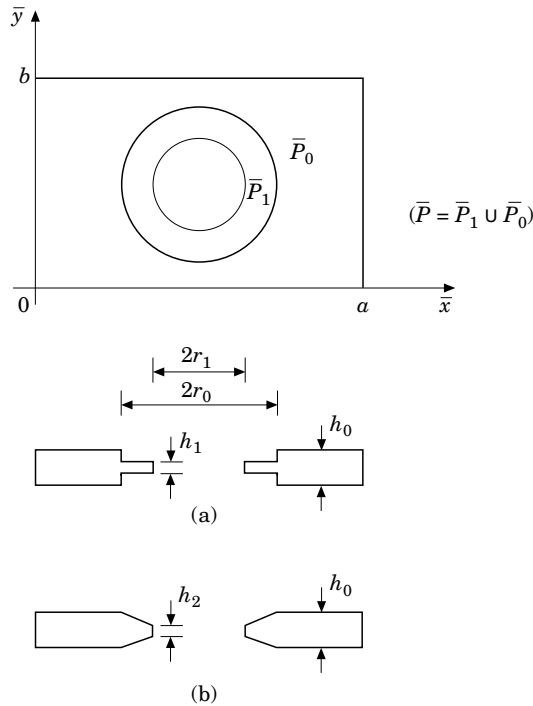 y̅
b
P̅₀
P̅₁
(P̅ = P̅₁ ∪ P̅₀)
0
a
x̅
2r₁
2r₀
h₁
h₀
(a)
h₂
h₀
(b)